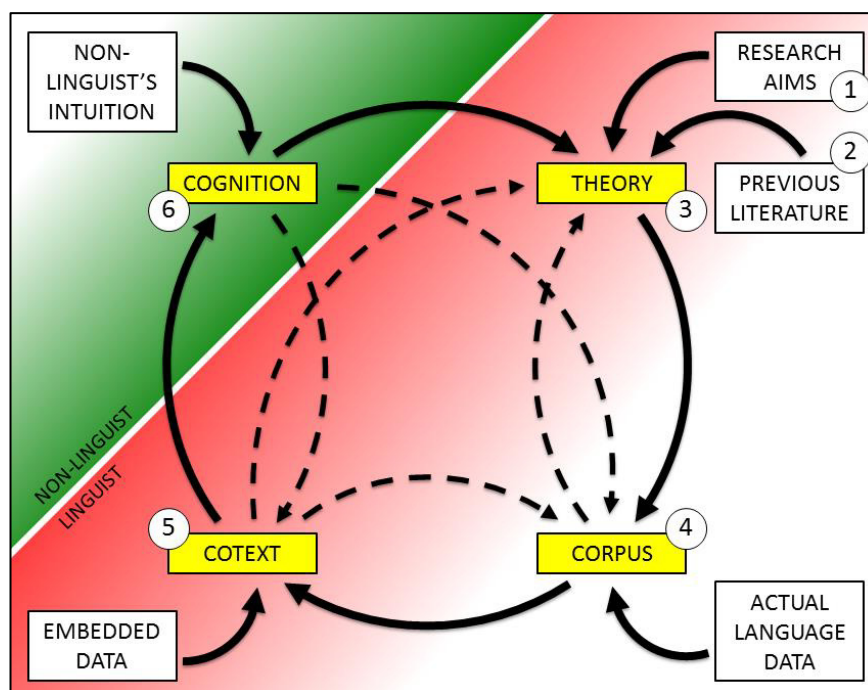 NON-
LINGUIST'S
INTUITION
RESEARCH
AIMS
1
2
COGNITION
6
THEORY
3
PREVIOUS
LITERATURE
NON-LINGUIST
LINGUIST
5
COTEXT
4
CORPUS
EMBEDDED
DATA
ACTUAL
LANGUAGE
DATA